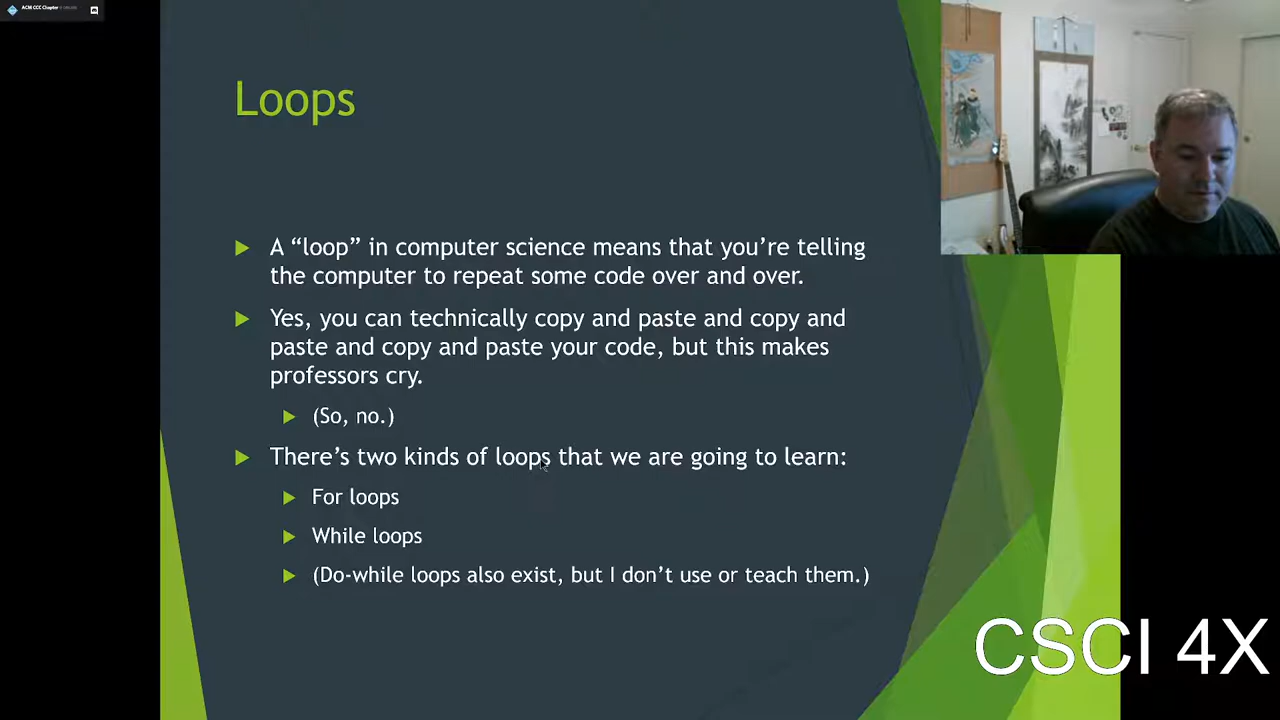 ACM CCC Chapter
Loops
A “loop” in computer science means that you’re telling
the computer to repeat some code over and over.
Yes, you can technically copy and paste and copy and
paste and copy and paste your code, but this makes
professors cry.
(So, no.)
There’s two kinds of loops that we are going to learn:
For loops
While loops
(Do-while loops also exist, but I don’t use or teach them.)
CSCI 4X